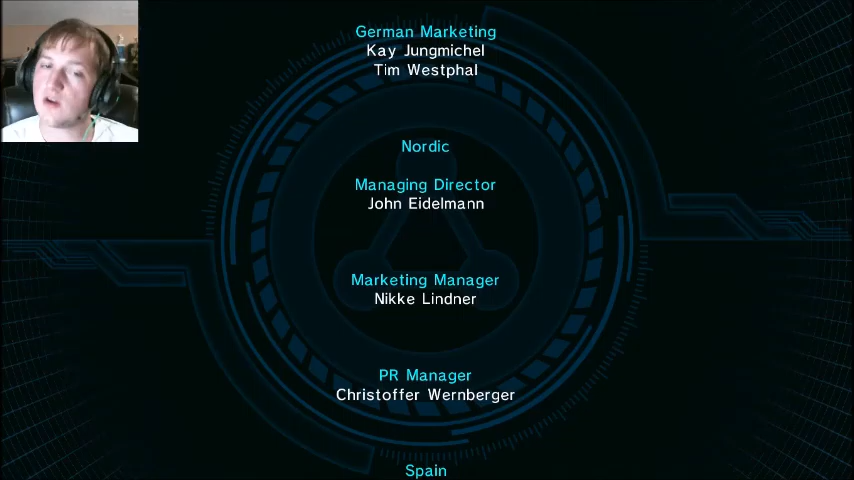 German Marketing
Kay Jungmichel
Tim Westphal
Nordic
Managing Director
John Eidelmann
Marketing Manager
Nikke Lindner
PR Manager
Christoffer Wernberger
Spain